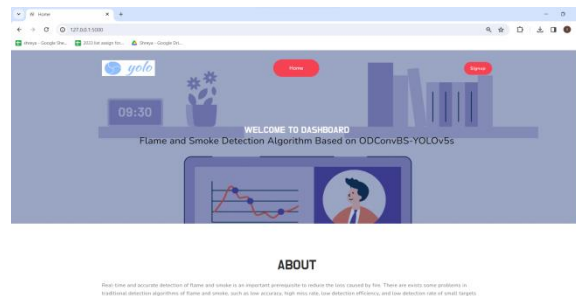 Home
127.0.0.1:5000
yolo
Home
Signup
09:30
WELCOME TO DASHBOARD
Flame and Smoke Detection Algorithm Based on ODConvBS-YOLOv5s
ABOUT
Real-time and accurate detection of flame and smoke is an important prerequisite to reduce the loss caused by fire. There are exists some problems in
traditional detection algorithms of flame and smoke, such as low accuracy, high miss rate, low detection efficiency, and low detection rate of small targets